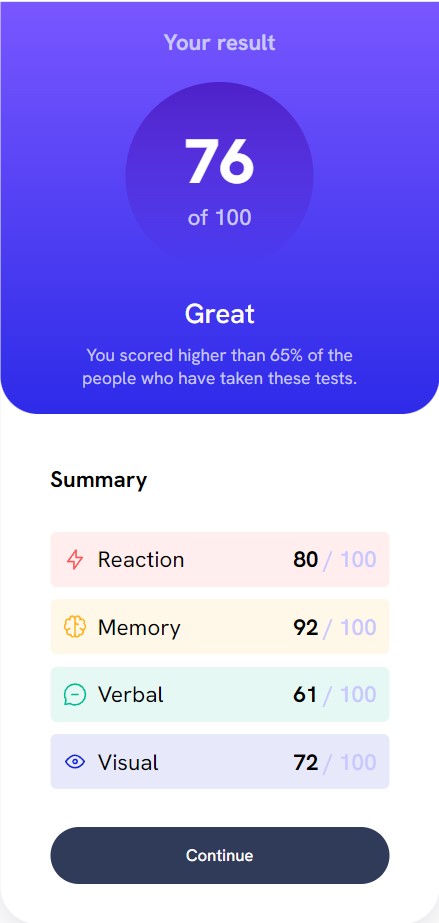 Your result
76
of 100
Great
You scored higher than 65% of the
people who have taken these tests.
Summary
Reaction 80 / 100
Memory 92 / 100
Verbal 61 / 100
Visual 72 / 100
Continue